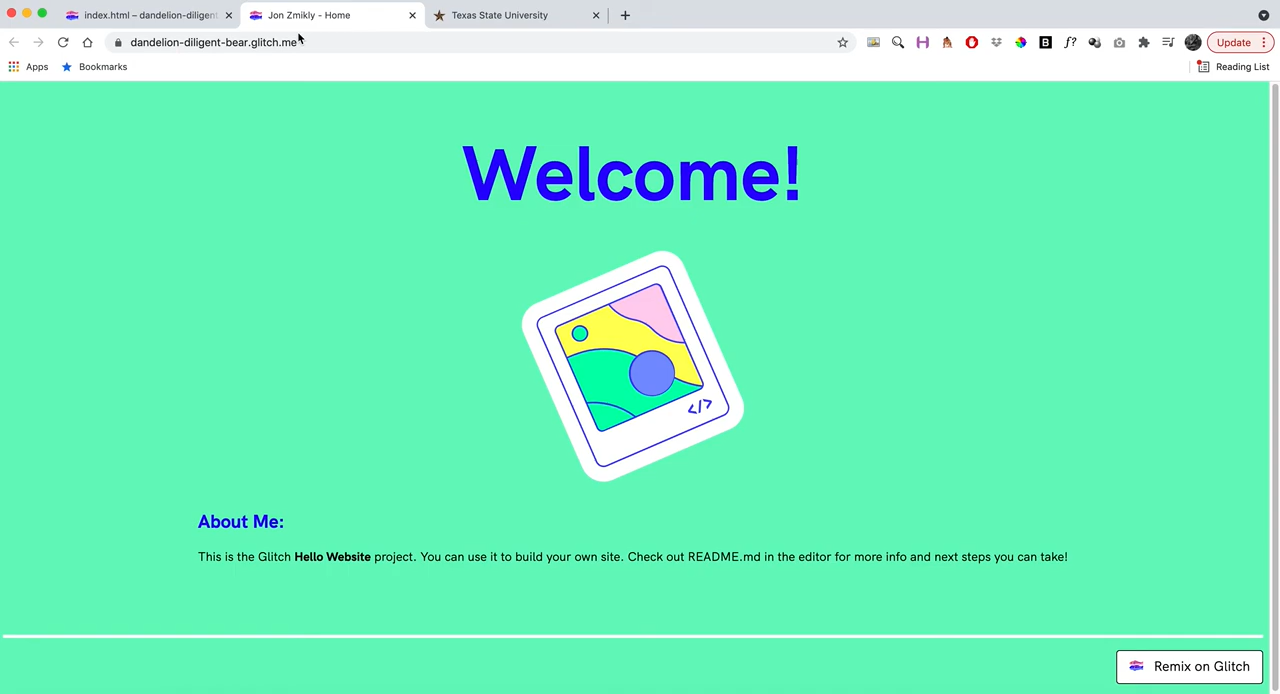 index.html – dandelion-diligent
Jon Zmikly - Home
Texas State University
dandelion-diligent-bear.glitch.me
B
f?
Update
Apps
Bookmarks
Reading List
Welcome!
</>
About Me:
This is the Glitch Hello Website project. You can use it to build your own site. Check out README.md in the editor for more info and next steps you can take!
Remix on Glitch